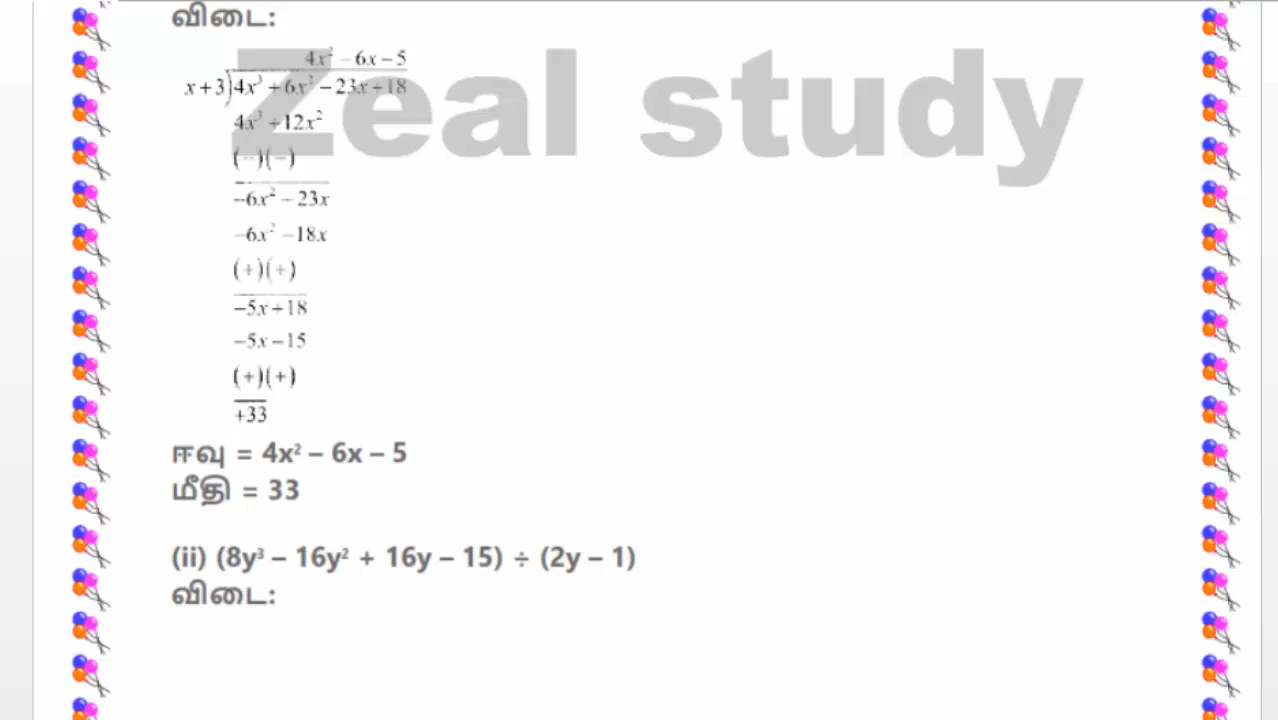 விடை:
Zeal study
4x² – 6x – 5
x + 3)4x³ + 6x² – 23x + 18
4x³ +12x²
(–)(–)
–6x² – 23x
–6x² –18x
(+)(+)
–5x + 18
–5x – 15
(+)(+)
+33
ஈவு = 4x² – 6x – 5
மீதி = 33
(ii) (8y³ – 16y² + 16y – 15) ÷ (2y – 1)
விடை: